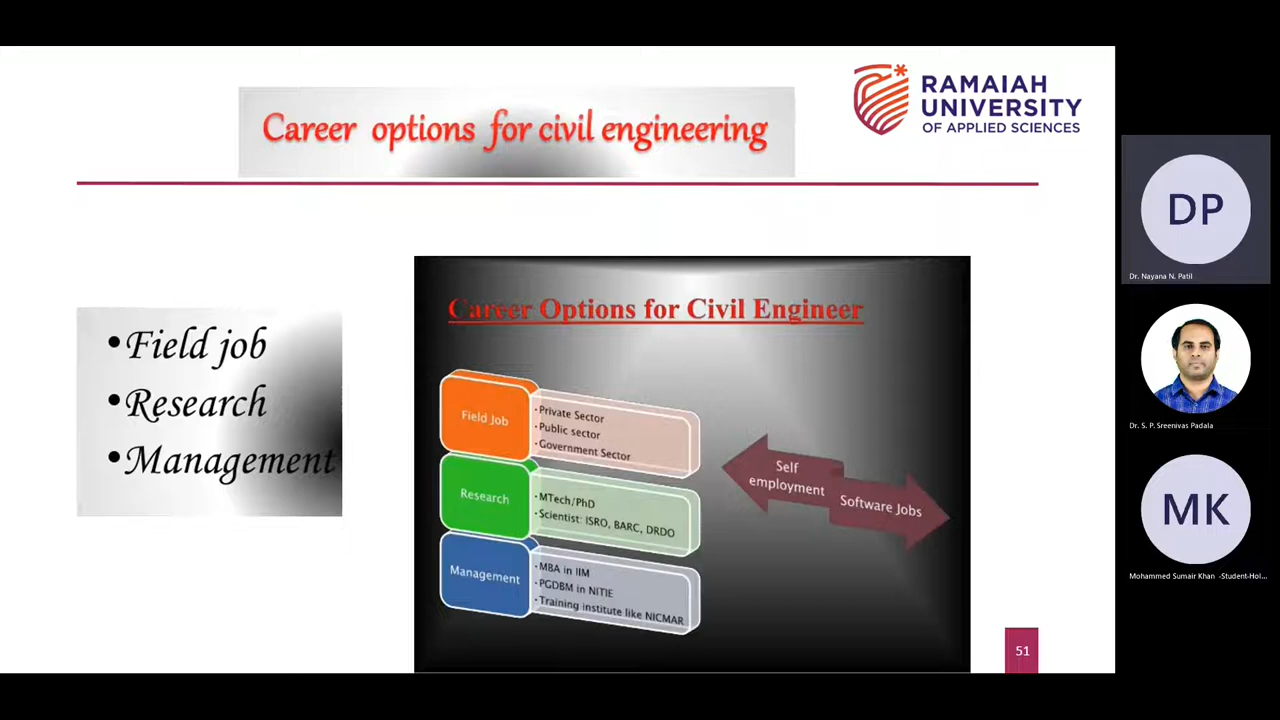 Career options for civil engineering
RAMAIAH
UNIVERSITY
OF APPLIED SCIENCES
•Field job
•Research
•Management
Career Options for Civil Engineer
Field Job
•Private Sector
•Public sector
•Government Sector
Research
•MTech/PhD
•Scientist: ISRO, BARC, DRDO
Management
•MBA in IIM
•PGDBM in NITIE
•Training institute like NICMAR
Self
employment
Software Jobs
51
DP
Dr. Nayana N. Patil
Dr. S. P. Sreenivas Padala
MK
Mohammed Sumair Khan -Student-Hol...